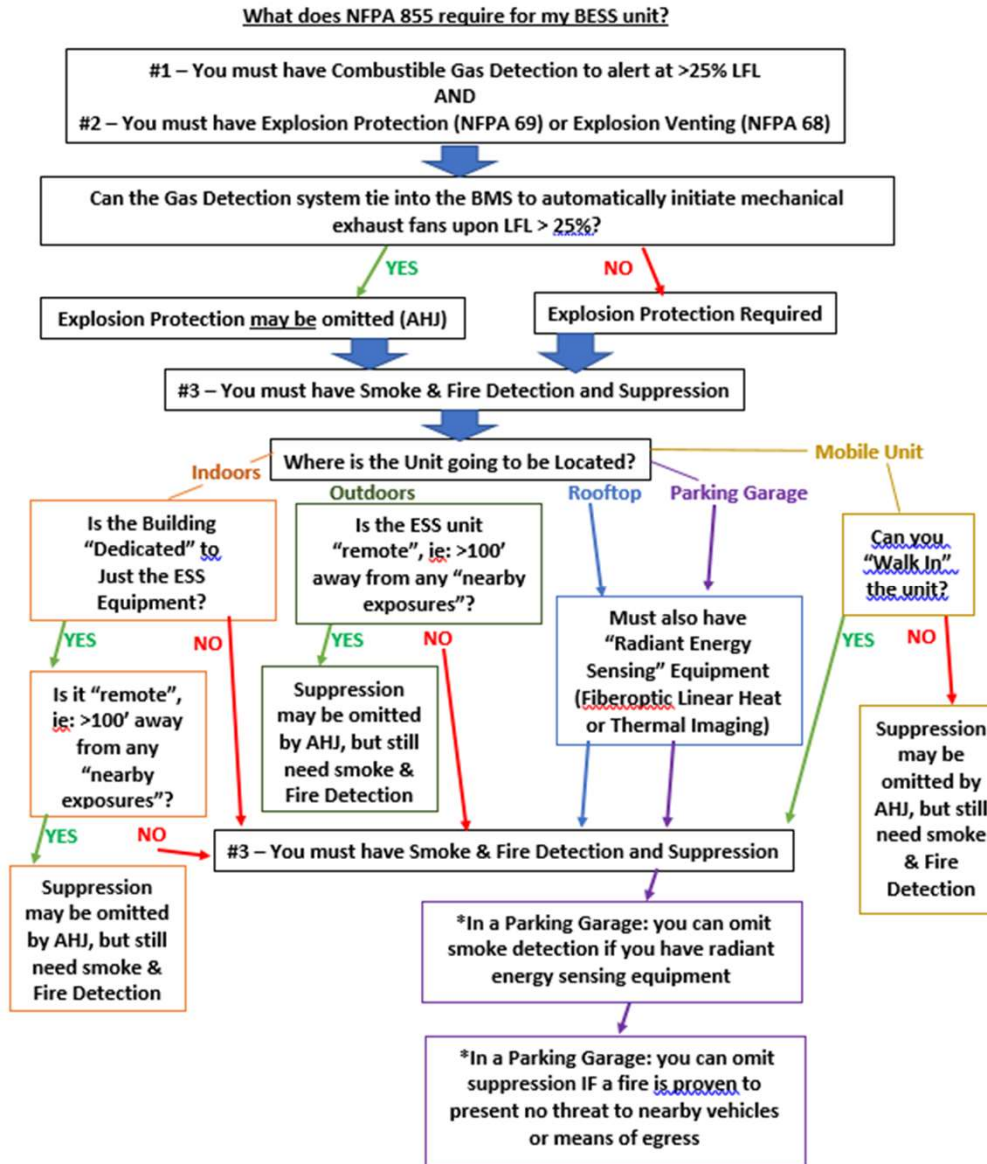 What does NFPA 855 require for my BESS unit?
#1 – You must have Combustible Gas Detection to alert at >25% LFL
AND
#2 – You must have Explosion Protection (NFPA 69) or Explosion Venting (NFPA 68)
Can the Gas Detection system tie into the BMS to automatically initiate mechanical
exhaust fans upon LFL > 25%?
YES
NO
Explosion Protection may be omitted (AHJ)
Explosion Protection Required
#3 – You must have Smoke & Fire Detection and Suppression
Where is the Unit going to be Located?
Indoors
Outdoors
Rooftop
Parking Garage
Mobile Unit
Is the Building
“Dedicated” to
Just the ESS
Equipment?
YES
NO
Is it “remote”,
ie: >100’ away
from any
“nearby
exposures”?
YES
NO
Suppression
may be omitted
by AHJ, but still
need smoke &
Fire Detection
Is the ESS unit
“remote”, ie: >100’
away from any “nearby
exposures”?
YES
NO
Suppression
may be omitted
by AHJ, but still
need smoke &
Fire Detection
Must also have
“Radiant Energy
Sensing” Equipment
(Fiberoptic Linear Heat
or Thermal Imaging)
Can you
“Walk In”
the unit?
YES
NO
Suppression
may be
omitted by
AHJ, but still
need smoke
& Fire
Detection
#3 – You must have Smoke & Fire Detection and Suppression
*In a Parking Garage: you can omit
smoke detection if you have radiant
energy sensing equipment
*In a Parking Garage: you can omit
suppression IF a fire is proven to
present no threat to nearby vehicles
or means of egress